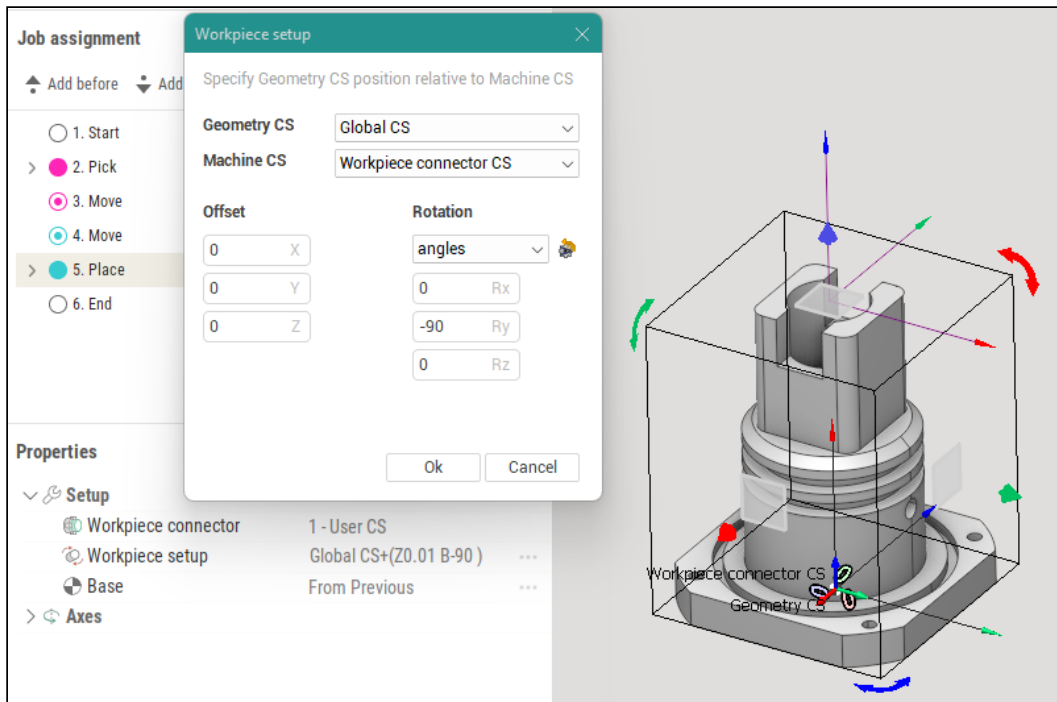 Job assignment
Add before Add
1. Start
2. Pick
3. Move
4. Move
5. Place
6. End
Properties
Setup
Workpiece connector 1 - User CS
Workpiece setup Global CS+(Z0.01 B-90 ) ...
Base From Previous ...
Axes
Workpiece setup
Specify Geometry CS position relative to Machine CS
Geometry CS Global CS
Machine CS Workpiece connector CS
Offset Rotation
0 X angles
0 Y 0 Rx
0 Z -90 Ry
0 Rz
Ok Cancel
Workpiece connector CS
Geometry CS